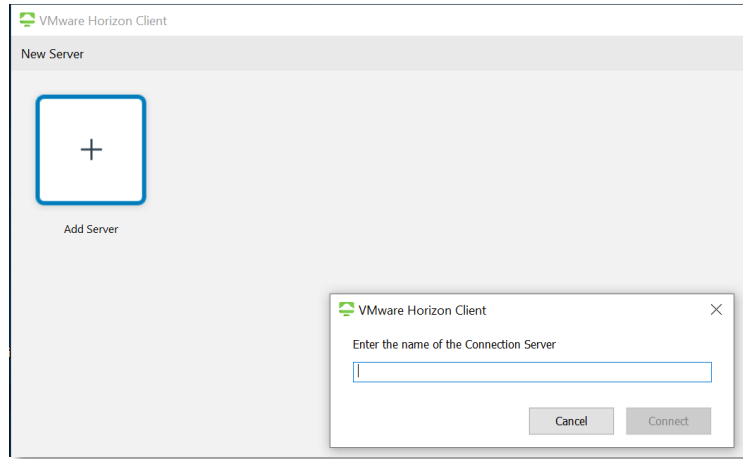 VMware Horizon Client
New Server
Add Server
VMware Horizon Client
Enter the name of the Connection Server
Cancel Connect